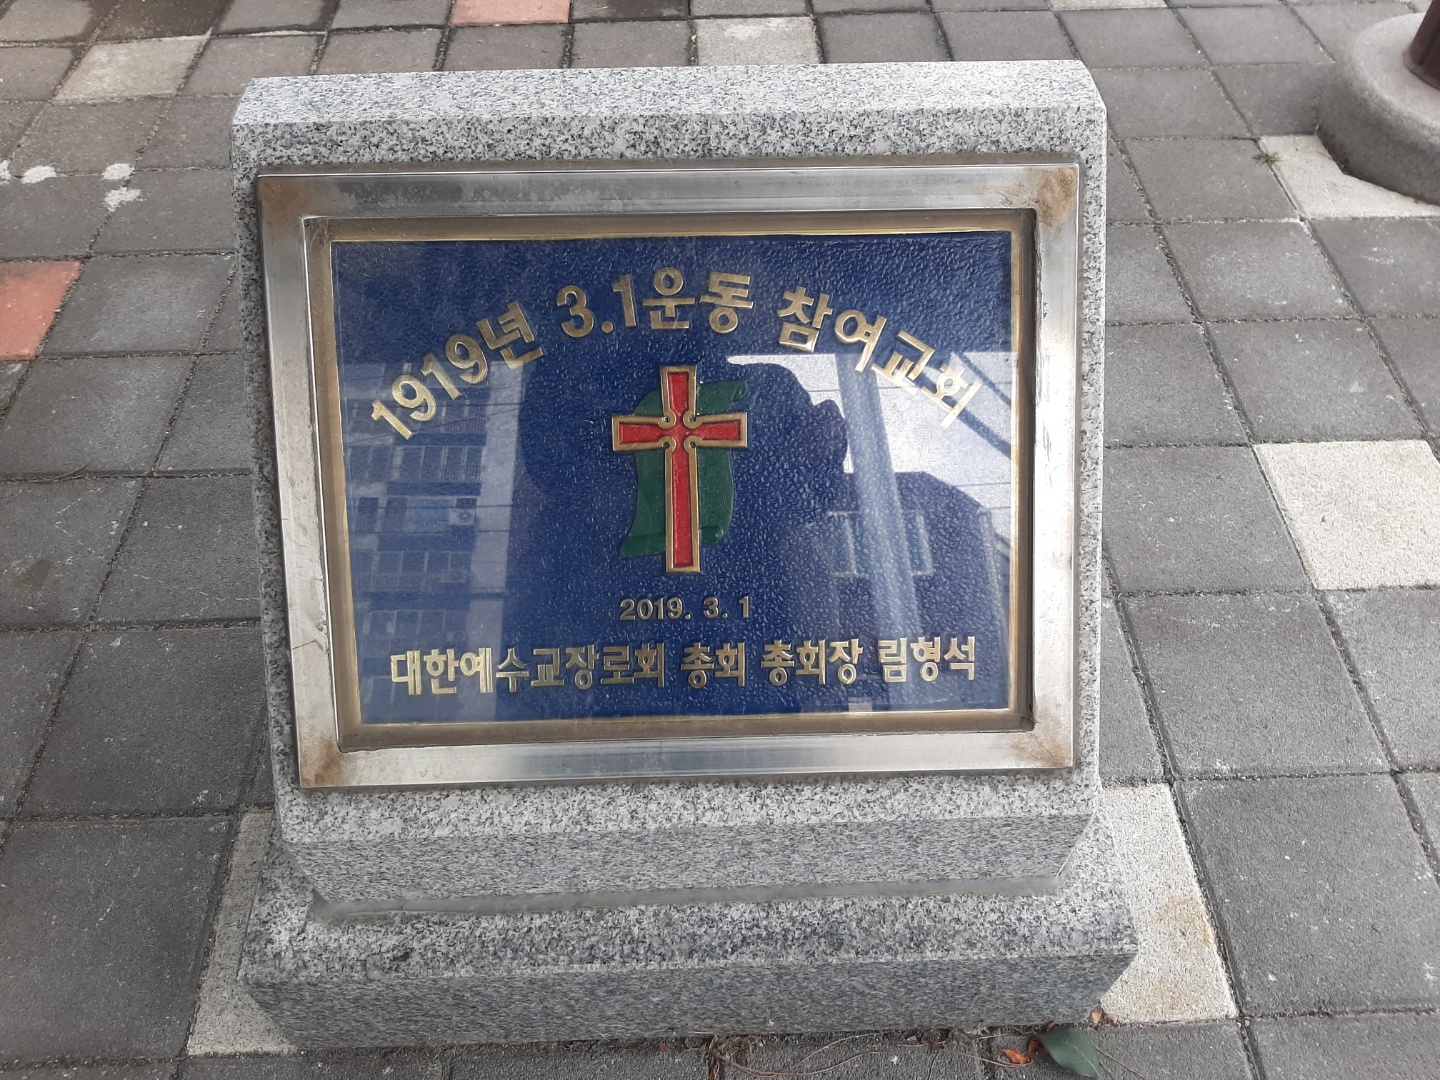 1919년 3.1운동 참여교회
2019. 3. 1
대한예수교장로회 총회 총회장 림형석